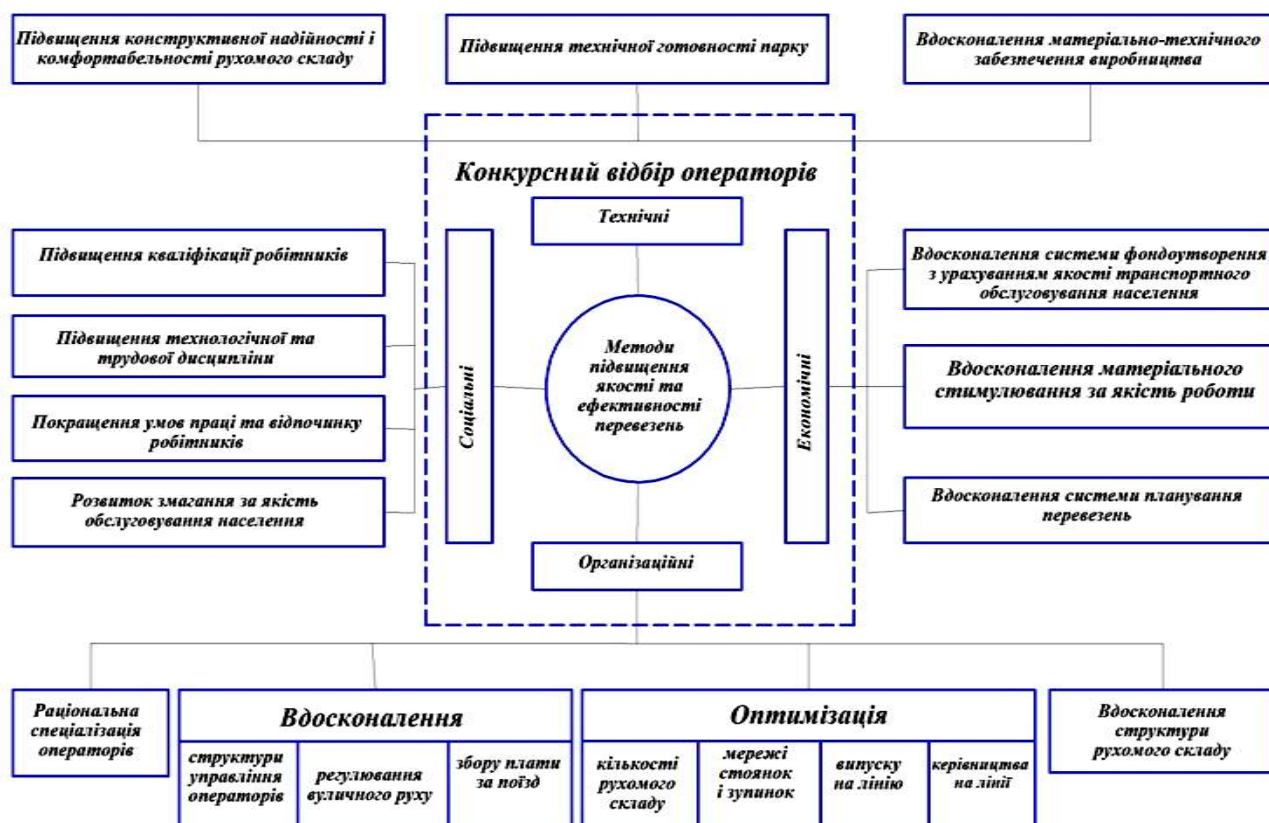 Підвищення конструктивної надійності і
комфортабельності рухомого складу
Підвищення технічної готовності парку
Вдосконалення матеріально-технічного
забезпечення виробництва
Конкурсний відбір операторів
Технічні
Підвищення кваліфікації робітників
Підвищення технологічної та
трудової дисципліни
Покращення умов праці та відпочинку
робітників
Розвиток змагання за якість
обслуговування населення
Соціальні
Методи
підвищення
якості та
ефективності
перевезень
Економічні
Вдосконалення системи фондоутворення
з урахуванням якості транспортного
обслуговування населення
Вдосконалення матеріального
стимулювання за якість роботи
Вдосконалення системи планування
перевезень
Організаційні
Раціональна
спеціалізація
операторів
Вдосконалення
структури
управління
операторів
регулювання
вуличного руху
збору плати
за поїзд
Оптимізація
кількості
рухомого
складу
мережі
стоянок
і зупинок
випуску
на лінію
керівництва
на лінії
Вдосконалення
структури
рухомого складу